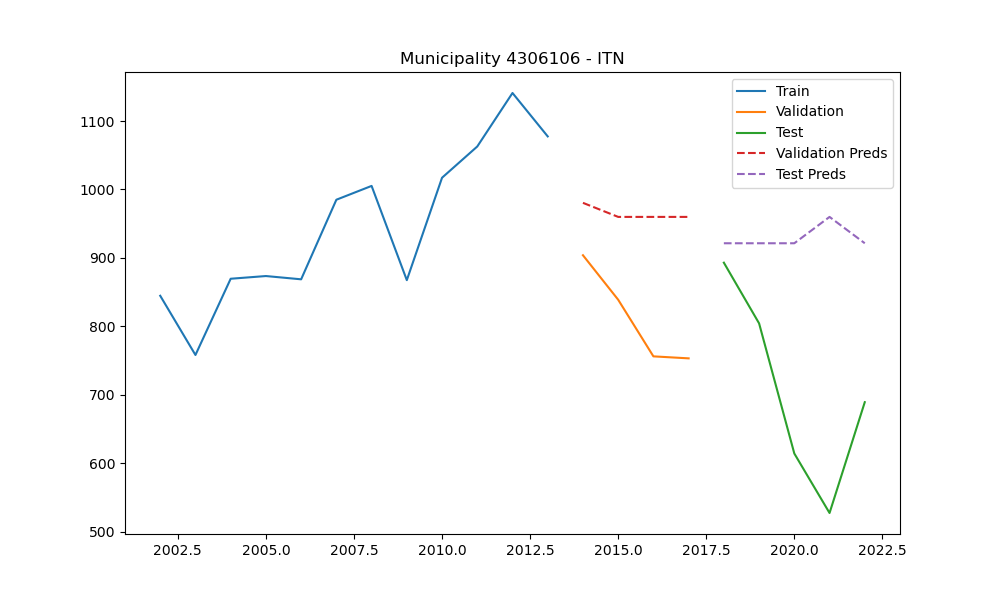 Municipality 4306106 - ITN
Train
Validation
Test
Validation Preds
Test Preds
1100
1000
900
800
700
600
500
2002.5 2005.0 2007.5 2010.0 2012.5 2015.0 2017.5 2020.0 2022.5